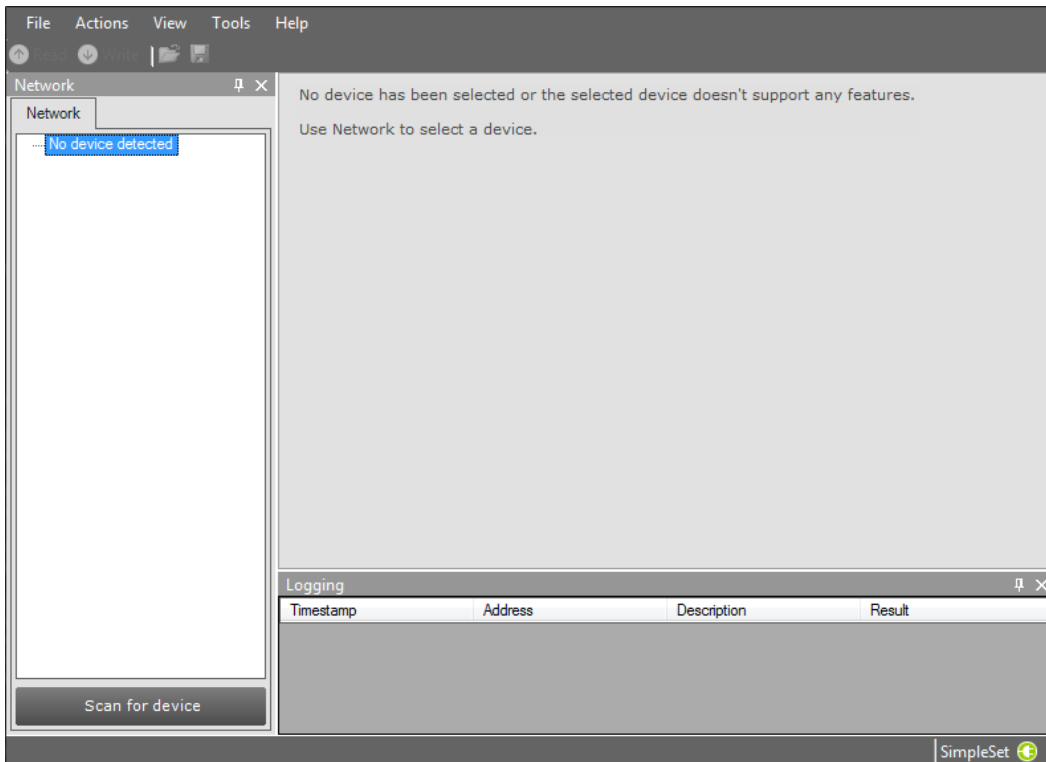 File Actions View Tools Help
Read Write
Network
Network
No device detected
Scan for device
No device has been selected or the selected device doesn't support any features.
Use Network to select a device.
Logging
Timestamp Address Description Result
SimpleSet